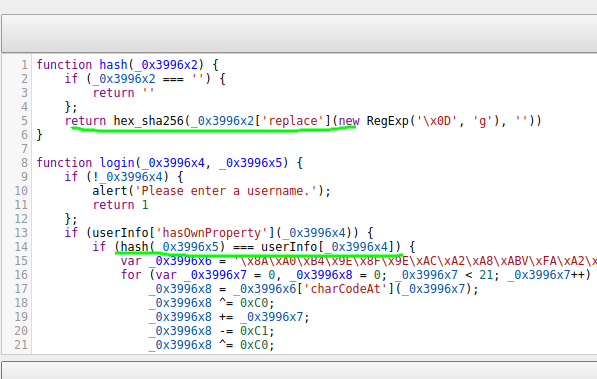 1 function hash(_0x3996x2) {
2 if (_0x3996x2 === '') {
3 return ''
4 };
5 return hex_sha256(_0x3996x2['replace'](new RegExp('\x0D', 'g'), ''))
6 }
7
8 function login(_0x3996x4, _0x3996x5) {
9 if (!_0x3996x4) {
10 alert('Please enter a username.');
11 return 1
12 };
13 if (userInfo['hasOwnProperty'](_0x3996x4)) {
14 if (hash(_0x3996x5) === userInfo[_0x3996x4]) {
15 var _0x3996x6 = '\x8A\xA0\xB4\x9E\x8F\x9E\xAC\xA2\xA8\xABV\xFA\xA2\x
16 for (var _0x3996x7 = 0, _0x3996x8 = 0; _0x3996x7 < 21; _0x3996x7++)
17 _0x3996x8 = _0x3996x6['charCodeAt'](_0x3996x7);
18 _0x3996x8 ^= 0xC0;
19 _0x3996x8 += _0x3996x7;
20 _0x3996x8 -= 0xC1;
21 _0x3996x8 ^= 0xC0;